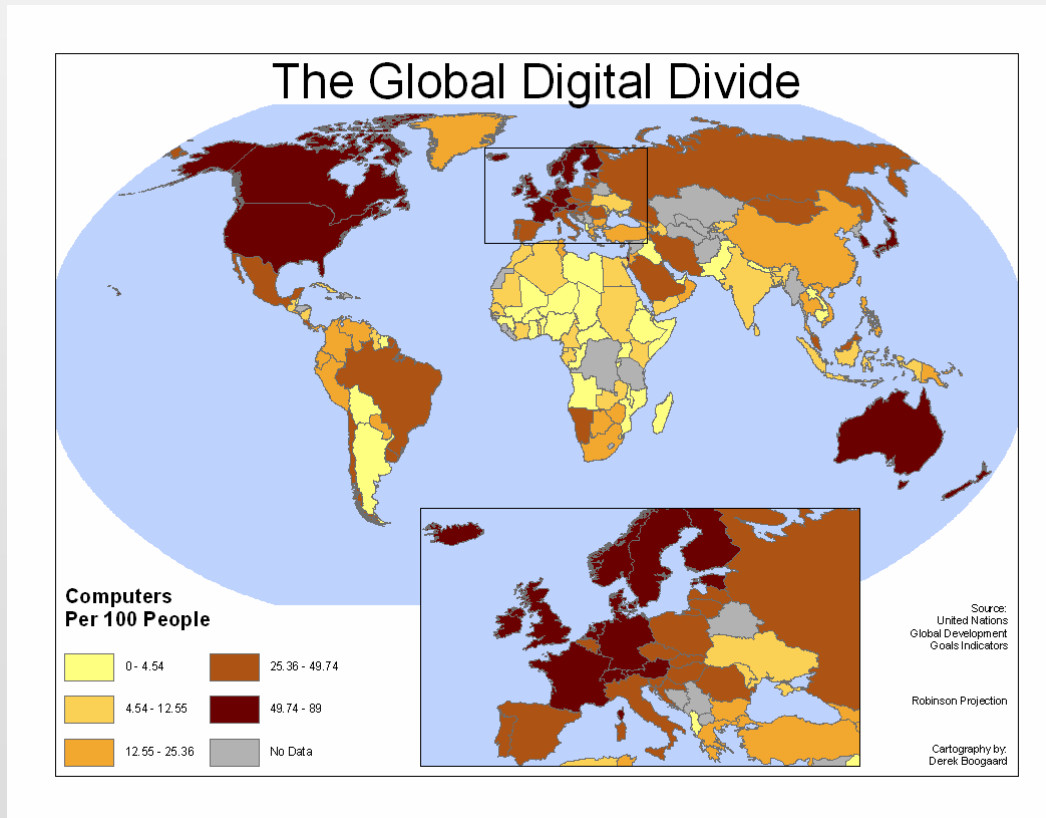 The Global Digital Divide
Computers
Per 100 People
0 - 4.54
25.36 - 49.74
4.54 - 12.55
49.74 - 89
12.55 - 25.36
No Data
Source:
United Nations
Global Development
Goals Indicators
Robinson Projection
Cartography by:
Derek Boogaard